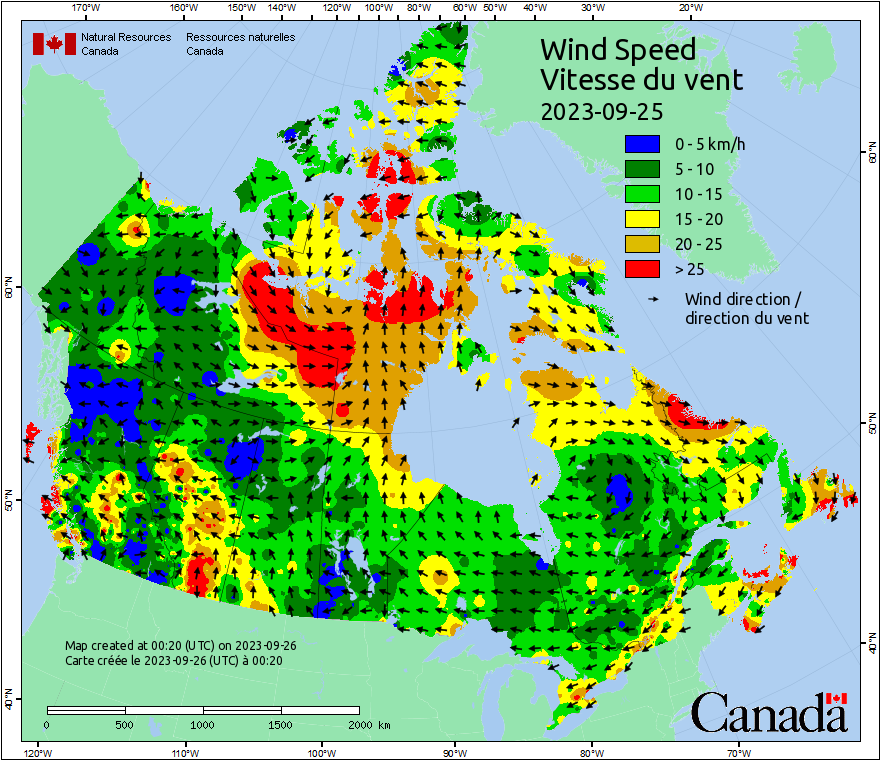 170°W 160°W 150°W 140°W 120°W 100°W 80°W 60°W 50°W 40°W 30°W 20°W
Natural Resources Ressources naturelles
Canada Canada
Wind Speed
Vitesse du vent
2023-09-25
0 - 5 km/h
5 - 10
10 - 15
15 - 20
20 - 25
> 25
Wind direction /
direction du vent
60°N 60°N
50°N 50°N
40°N 40°N
Map created at 00:20 (UTC) on 2023-09-26
Carte créée le 2023-09-26 (UTC) à 00:20
0 500 1000 1500 2000 km
Canada
120°W 110°W 100°W 90°W 80°W 70°W